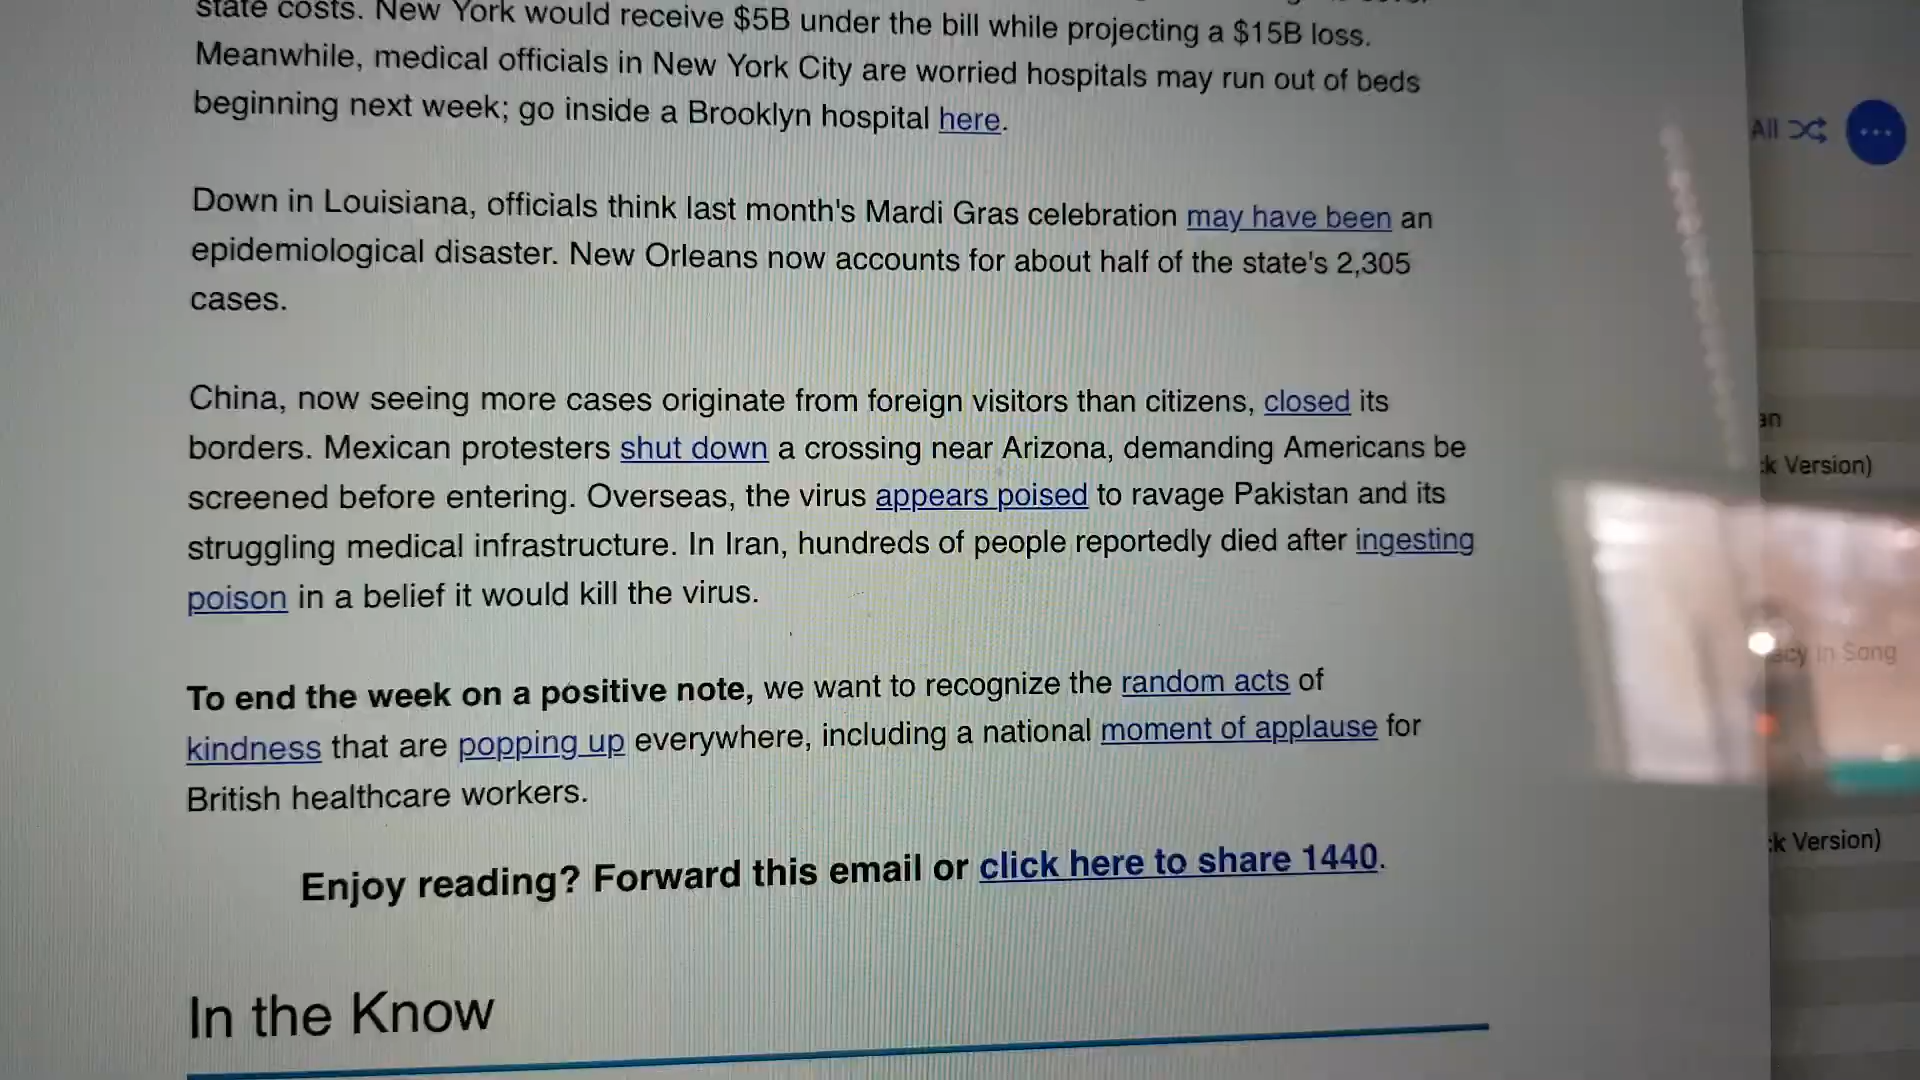 state costs. New York would receive $5B under the bill while projecting a $15B loss.
Meanwhile, medical officials in New York City are worried hospitals may run out of beds
beginning next week; go inside a Brooklyn hospital here.
Down in Louisiana, officials think last month's Mardi Gras celebration may have been an
epidemiological disaster. New Orleans now accounts for about half of the state's 2,305
cases.
China, now seeing more cases originate from foreign visitors than citizens, closed its
borders. Mexican protesters shut down a crossing near Arizona, demanding Americans be
screened before entering. Overseas, the virus appears poised to ravage Pakistan and its
struggling medical infrastructure. In Iran, hundreds of people reportedly died after ingesting
poison in a belief it would kill the virus.
To end the week on a positive note, we want to recognize the random acts of
kindness that are popping up everywhere, including a national moment of applause for
British healthcare workers.
Enjoy reading? Forward this email or click here to share 1440.
In the Know
All
an
k Version)
acy in Song
k Version)